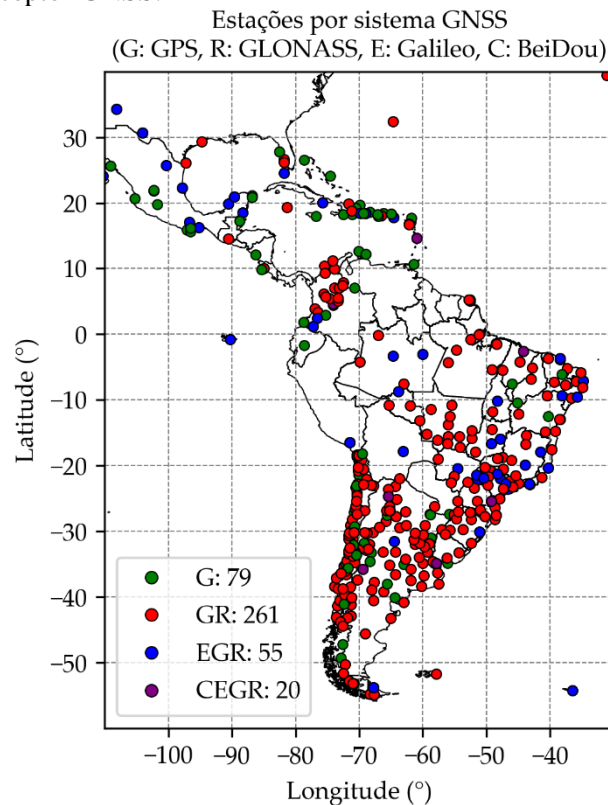 Estações por sistema GNSS
(G: GPS, R: GLONASS, E: Galileo, C: BeiDou)
30
20
10
0
−10
−20
−30
−40
−50
Latitude (°)
G: 79
GR: 261
EGR: 55
CEGR: 20
−100 −90 −80 −70 −60 −50 −40
Longitude (°)